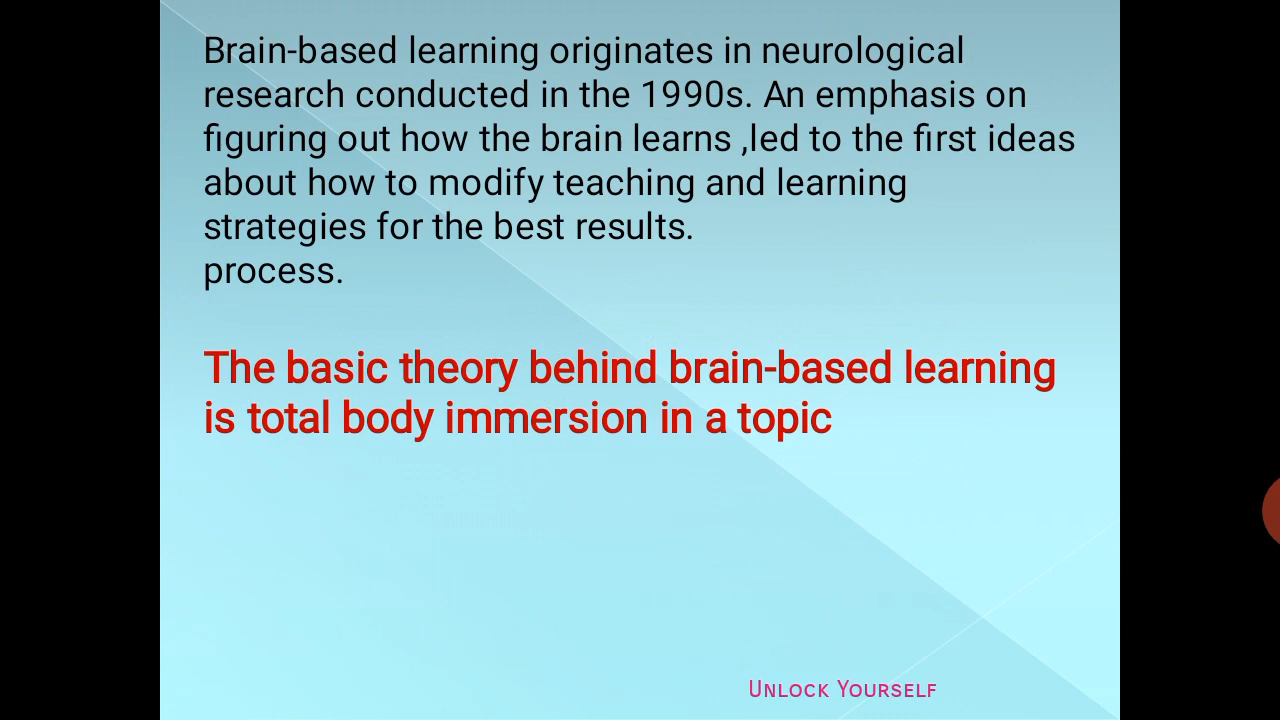 Brain-based learning originates in neurological
research conducted in the 1990s. An emphasis on
figuring out how the brain learns ,led to the first ideas
about how to modify teaching and learning
strategies for the best results.
process.
The basic theory behind brain-based learning
is total body immersion in a topic
Unlock Yourself